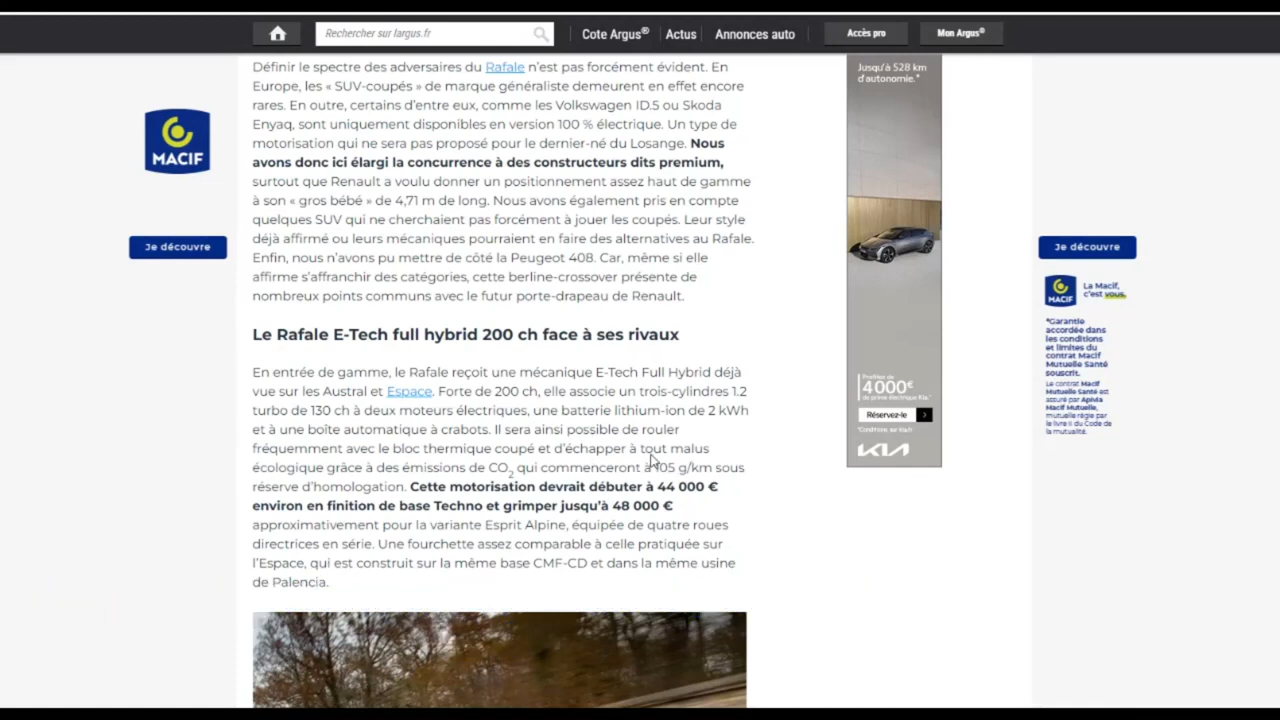 Rechercher sur largus.fr
Cote Argus® Actus Annonces auto
Accès pro
Mon Argus®
Définir le spectre des adversaires du Rafale n'est pas forcément évident. En
Europe, les « SUV-coupés » de marque généraliste demeurent en effet encore
rares. En outre, certains d'entre eux, comme les Volkswagen ID.5 ou Skoda
Enyaq, sont uniquement disponibles en version 100 % électrique. Un type de
motorisation qui ne sera pas proposé pour le dernier-né du Losange. Nous
avons donc ici élargi la concurrence à des constructeurs dits premium,
surtout que Renault a voulu donner un positionnement assez haut de gamme
à son « gros bébé » de 4,71 m de long. Nous avons également pris en compte
quelques SUV qui ne cherchaient pas forcément à jouer les coupés. Leur style
déjà affirmé ou leurs mécaniques pourraient en faire des alternatives au Rafale.
Enfin, nous n'avons pu mettre de côté la Peugeot 408. Car, même si elle
affirme s'affranchir des catégories, cette berline-crossover présente de
nombreux points communs avec le futur porte-drapeau de Renault.
Le Rafale E-Tech full hybrid 200 ch face à ses rivaux
En entrée de gamme, le Rafale reçoit une mécanique E-Tech Full Hybrid déjà
vue sur les Austral et Espace. Forte de 200 ch, elle associe un trois-cylindres 1.2
turbo de 130 ch à deux moteurs électriques, une batterie lithium-ion de 2 kWh
et à une boîte automatique à crabots. Il sera ainsi possible de rouler
fréquemment avec le bloc thermique coupé et d'échapper à tout malus
écologique grâce à des émissions de CO2 qui commenceront à 105 g/km sous
réserve d'homologation. Cette motorisation devrait débuter à 44 000 €
environ en finition de base Techno et grimper jusqu'à 48 000 €
approximativement pour la variante Esprit Alpine, équipée de quatre roues
directrices en série. Une fourchette assez comparable à celle pratiquée sur
l'Espace, qui est construit sur la même base CMF-CD et dans la même usine
de Palencia.
MACIF
Je découvre
Jusqu'à 528 km
d'autonomie.*
Profitez de
4000€
de prime électrique Kia.*
Réservez-le
KIA
Je découvre
MACIF
La Macif,
c'est vous.
*Garantie
accordée dans
les conditions
et limites du
contrat Macif
Mutuelle Santé
souscrit.
Le contrat Macif
Mutuelle Santé est
assuré par Apivia
Macif Mutuelle,
mutuelle régie par
le livre II du Code de
la mutualité.